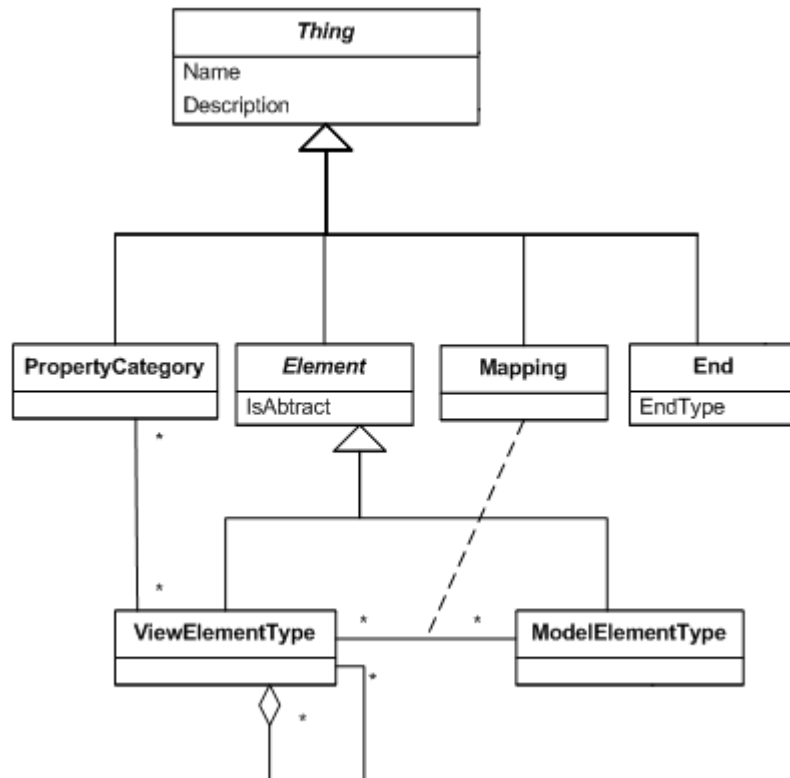 Thing
Name
Description
PropertyCategory
Element
Mapping
End
IsAbtract
EndType
*
*
ViewElementType
*
*
ModelElementType
*
*